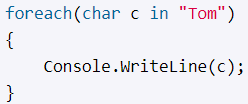 foreach(char c in "Tom")
{
    Console.WriteLine(c);
}